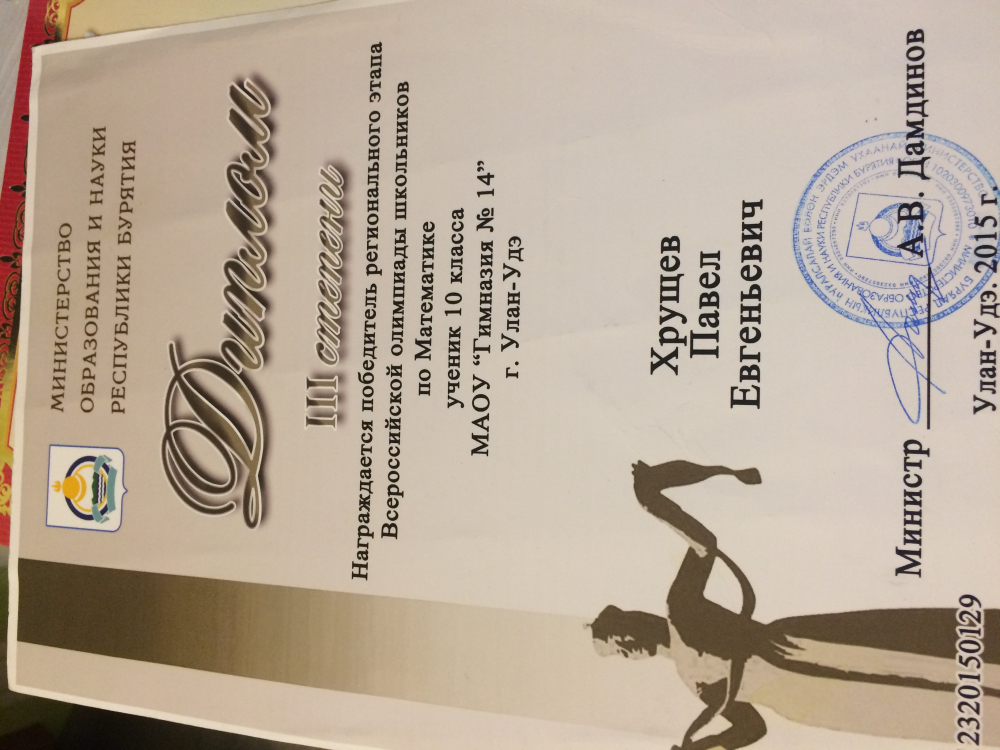 МИНИСТЕРСТВО
ОБРАЗОВАНИЯ И НАУКИ
РЕСПУБЛИКИ БУРЯТИЯ
Диплом
III степени
Награждается победитель регионального этапа
Всероссийской олимпиады школьников
по Математике
ученик 10 класса
МАОУ “Гимназия № 14”
г. Улан-Удэ
Хрущев
Павел
Евгеньевич
Министр А.В. Дамдинов
Улан-Удэ. 2015 г.
2320150129